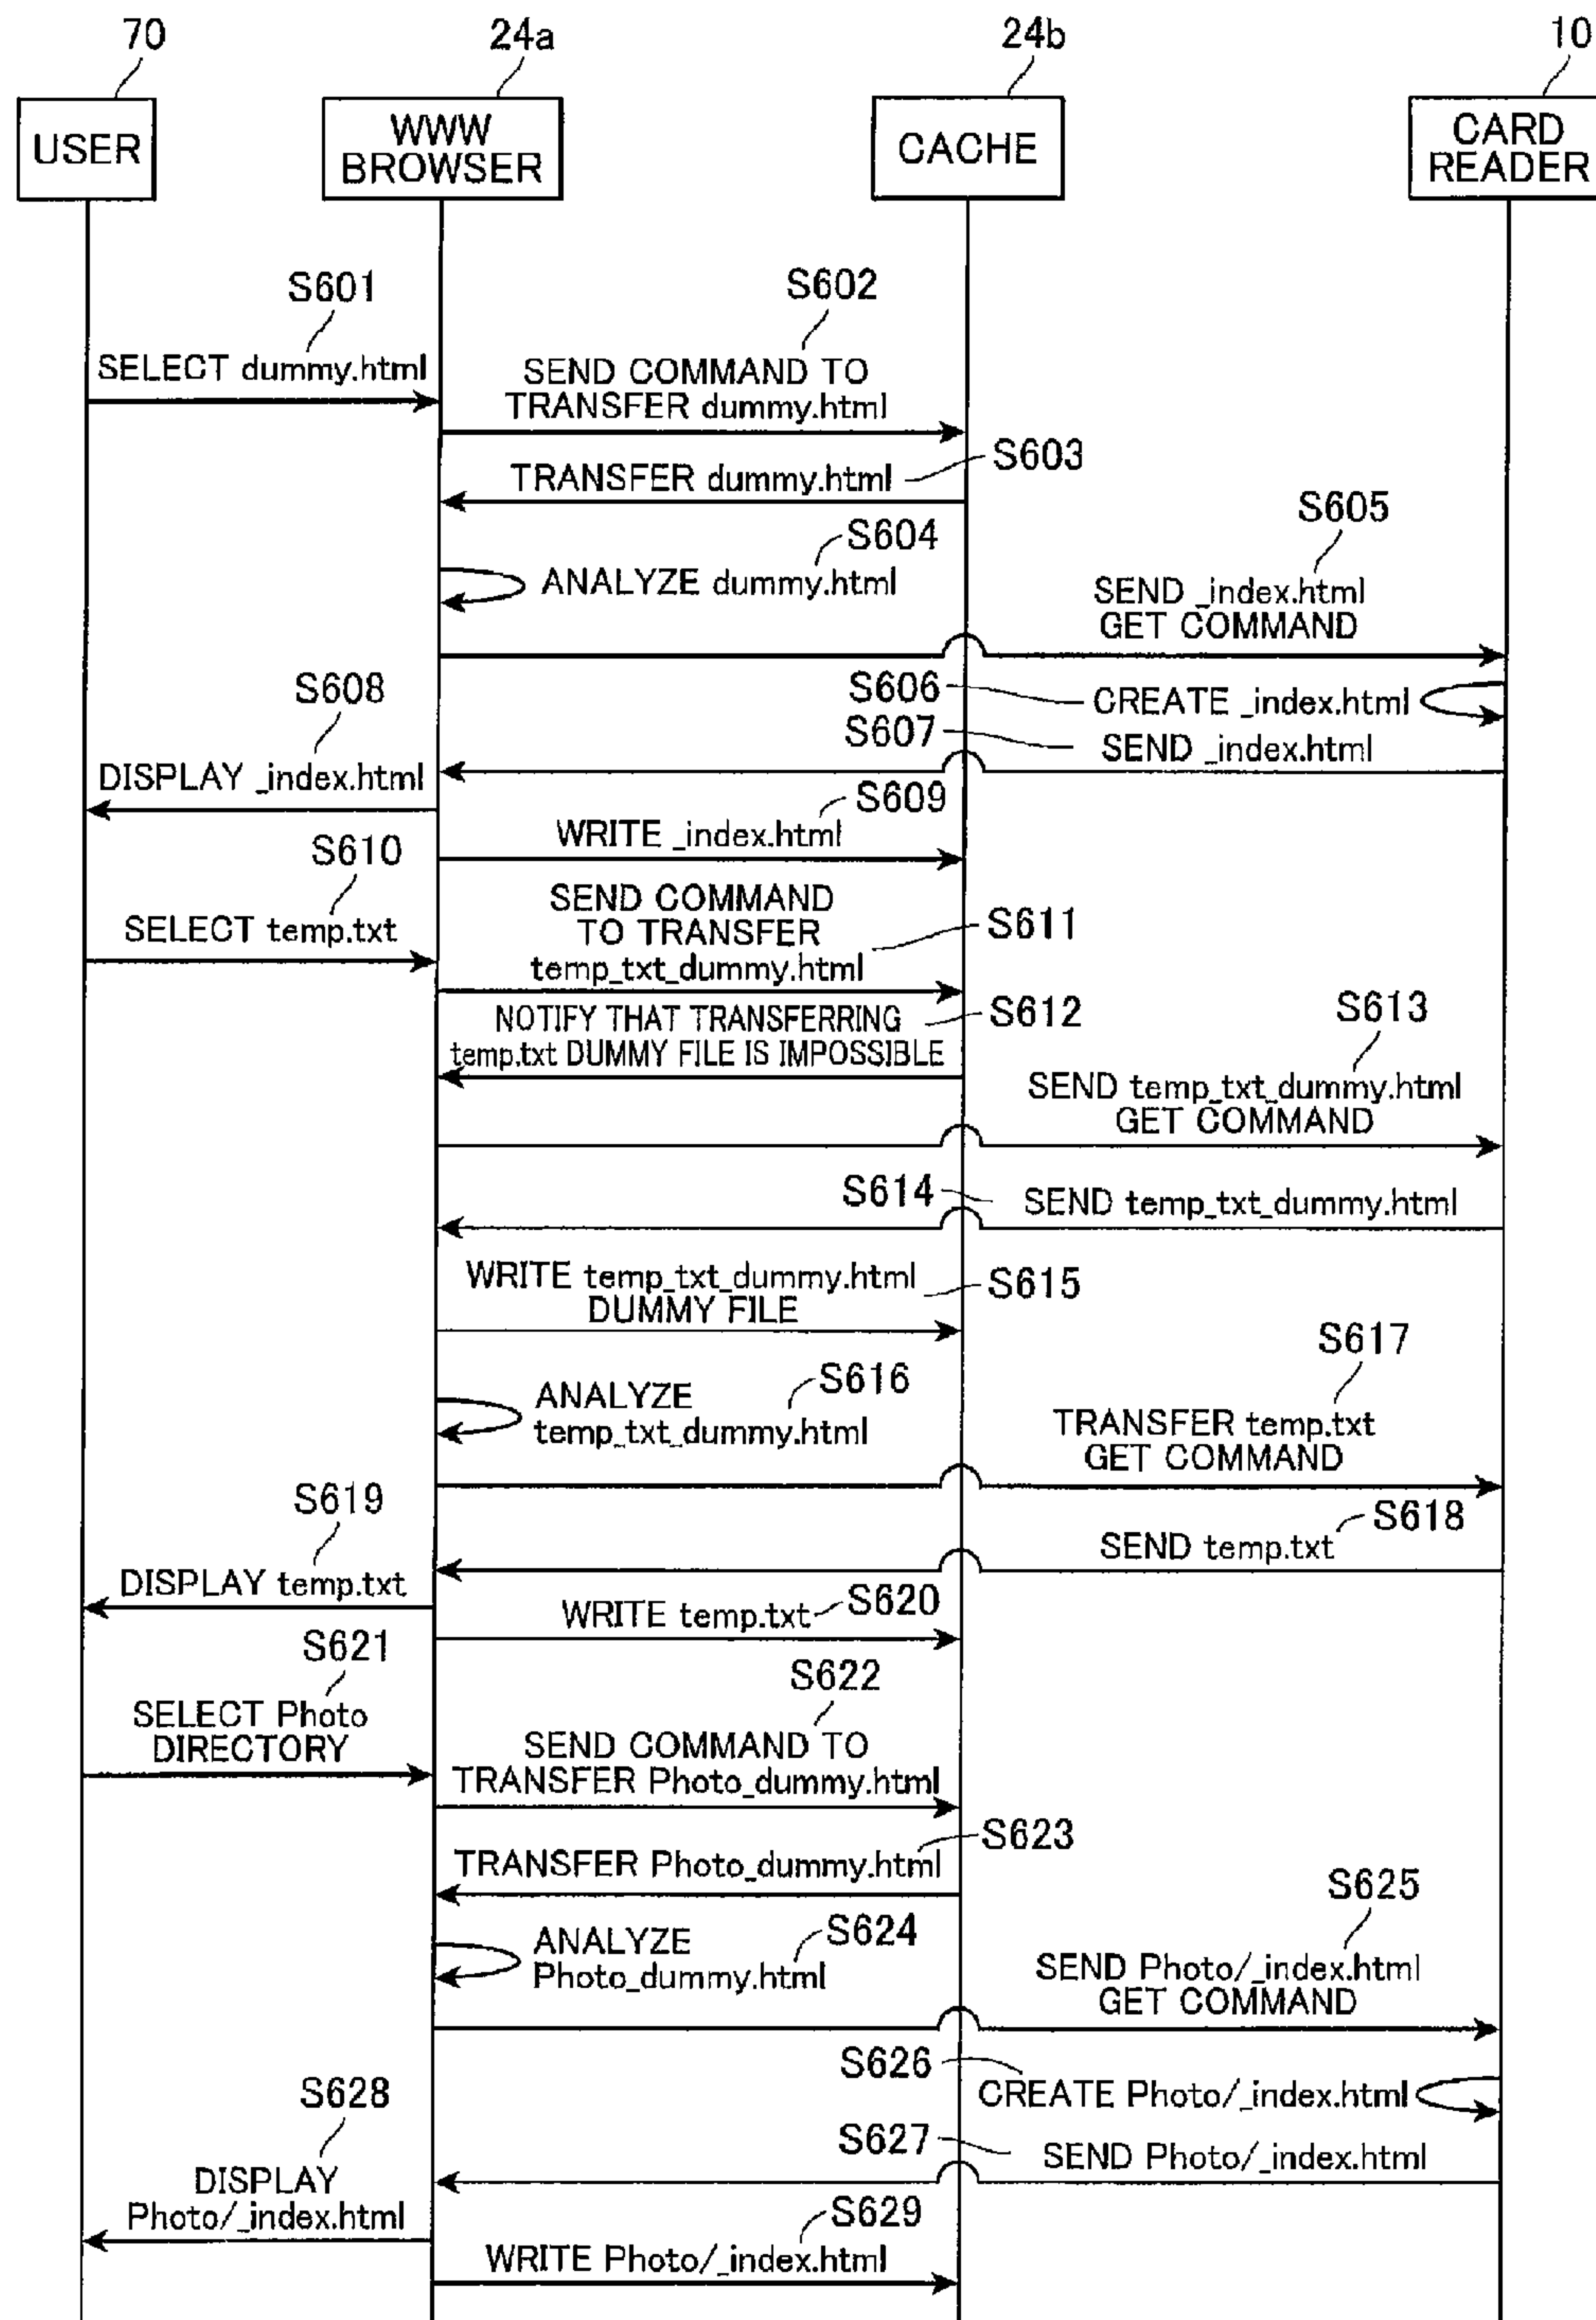 70
24a
24b
10
USER
WWW
BROWSER
CACHE
CARD
READER
S601
SELECT dummy.html
S602
SEND COMMAND TO
TRANSFER dummy.html
S603
TRANSFER dummy.html
S604
ANALYZE dummy.html
S605
SEND _index.html
GET COMMAND
S606
CREATE _index.html
S607
SEND _index.html
S608
DISPLAY _index.html
S609
WRITE _index.html
S610
SELECT temp.txt
SEND COMMAND
TO TRANSFER
temp_txt_dummy.html
S611
NOTIFY THAT TRANSFERRING
temp.txt DUMMY FILE IS IMPOSSIBLE
S612
S613
SEND temp_txt_dummy.html
GET COMMAND
S614
SEND temp_txt_dummy.html
WRITE temp_txt_dummy.html
DUMMY FILE
S615
S616
ANALYZE
temp_txt_dummy.html
S617
TRANSFER temp.txt
GET COMMAND
S618
SEND temp.txt
S619
DISPLAY temp.txt
S620
WRITE temp.txt
S621
SELECT Photo
DIRECTORY
S622
SEND COMMAND TO
TRANSFER Photo_dummy.html
S623
TRANSFER Photo_dummy.html
S624
ANALYZE
Photo_dummy.html
S625
SEND Photo/_index.html
GET COMMAND
S626
CREATE Photo/_index.html
S627
SEND Photo/_index.html
S628
DISPLAY
Photo/_index.html
S629
WRITE Photo/_index.html